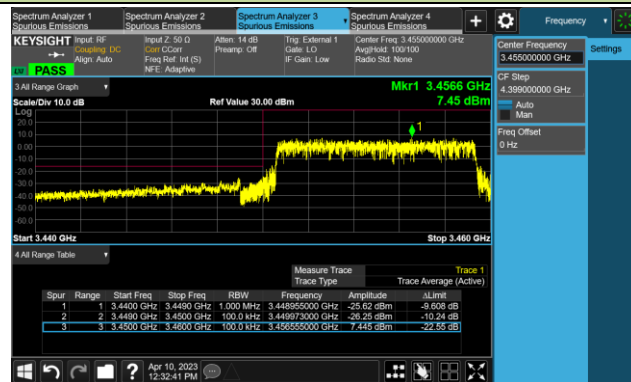 Spectrum Analyzer 1
Spurious Emissions
Spectrum Analyzer 2
Spurious Emissions
Spectrum Analyzer 3
Spurious Emissions
Spectrum Analyzer 4
Spurious Emissions
Frequency
KEYSIGHT
PASS
Input: RF
Coupling: DC
Align: Auto
Input Z: 50 Ω
Corr CCorr
Freq Ref: Int (S)
NFE: Adaptive
Atten: 14 dB
Preamp: Off
Trig: External 1
Gate: LO
IF Gain: Low
Center Freq: 3.455000000 GHz
Avg|Hold: 100/100
Radio Std: None
Center Frequency
3.455000000 GHz
Settings
CF Step
4.399000000 GHz
Auto
Man
Freq Offset
0 Hz
3 All Range Graph
Mkr1 3.4566 GHz
7.45 dBm
Scale/Div 10.0 dB
Ref Value 30.00 dBm
Log
20.0
10.0
0.00
-10.0
-20.0
-30.0
-40.0
-50.0
-60.0
1
Start 3.440 GHz
Stop 3.460 GHz
4 All Range Table
Measure Trace
Trace 1
Trace Type
Trace Average (Active)
Spur Range Start Freq Stop Freq RBW Frequency Amplitude ΔLimit
1 1 3.4400 GHz 3.4490 GHz 1.000 MHz 3.448955000 GHz -25.62 dBm -9.608 dB
2 2 3.4490 GHz 3.4500 GHz 100.0 kHz 3.449973000 GHz -26.25 dBm -10.24 dB
3 3 3.4500 GHz 3.4600 GHz 100.0 kHz 3.456555000 GHz 7.445 dBm -22.55 dB
Apr 10, 2023
12:32:41 PM